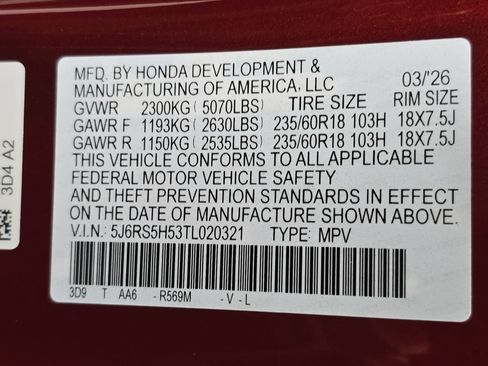 MFD. BY HONDA DEVELOPMENT &
MANUFACTURING OF AMERICA, LLC 03/'26
GVWR 2300KG (5070LBS) TIRE SIZE RIM SIZE
GAWR F 1193KG (2630LBS) 235/60R18 103H 18X7.5J
GAWR R 1150KG (2535LBS) 235/60R18 103H 18X7.5J
THIS VEHICLE CONFORMS TO ALL APPLICABLE
FEDERAL MOTOR VEHICLE SAFETY
AND THEFT PREVENTION STANDARDS IN EFFECT
ON THE DATE OF MANUFACTURE SHOWN ABOVE.
V.I.N: 5J6RS5H53TL020321 TYPE: MPV
3D9 T AA6 - R569M - V - L
3D4 A2